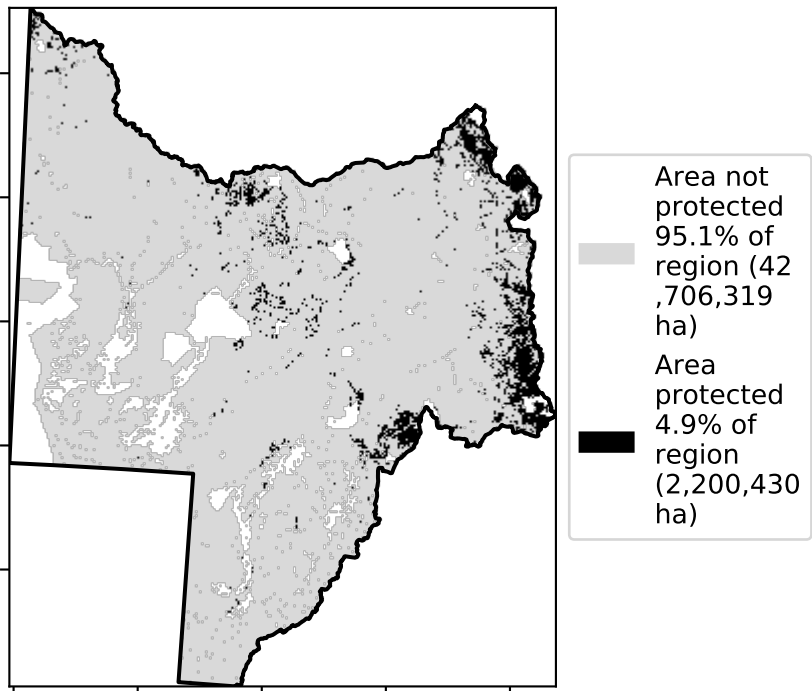 Area not
protected
95.1% of
region (42
,706,319
ha)
Area
protected
4.9% of
region
(2,200,430
ha)